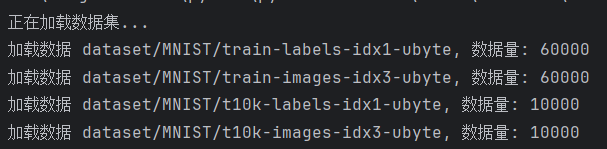 正在加载数据集...
加载数据 dataset/MNIST/train-labels-idx1-ubyte, 数据量: 60000
加载数据 dataset/MNIST/train-images-idx3-ubyte, 数据量: 60000
加载数据 dataset/MNIST/t10k-labels-idx1-ubyte, 数据量: 10000
加载数据 dataset/MNIST/t10k-images-idx3-ubyte, 数据量: 10000